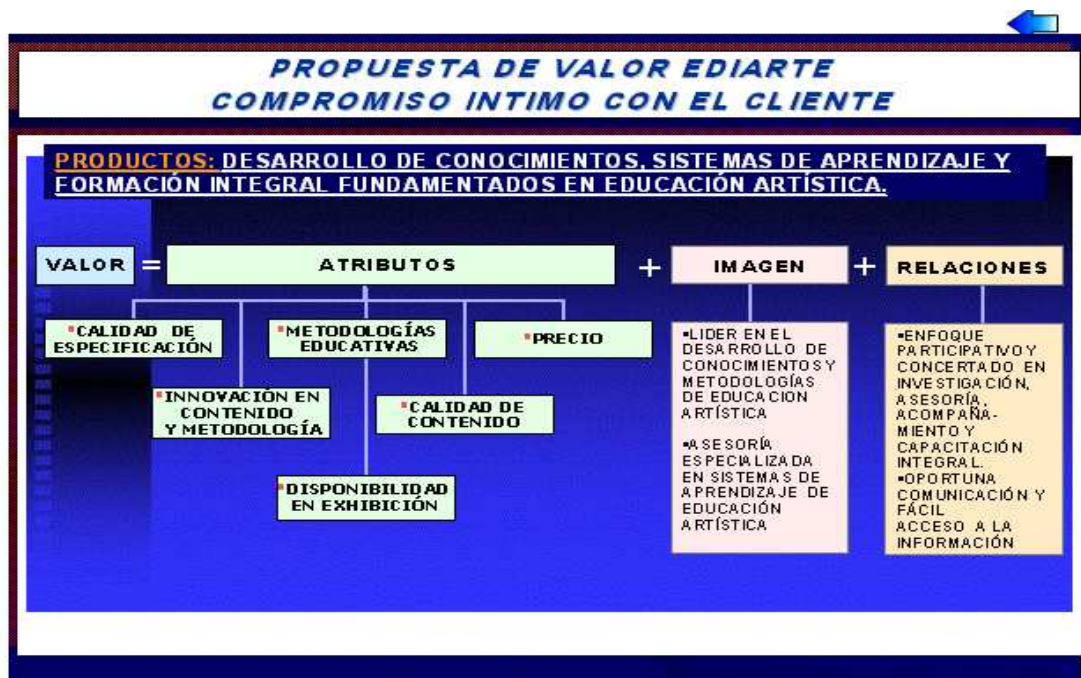 PROPUESTA DE VALOR EDIARTE
COMPROMISO INTIMO CON EL CLIENTE
PRODUCTOS: DESARROLLO DE CONOCIMIENTOS, SISTEMAS DE APRENDIZAJE Y
FORMACIÓN INTEGRAL FUNDAMENTADOS EN EDUCACIÓN ARTÍSTICA.
VALOR = ATRIBUTOS + IMAGEN + RELACIONES
▪CALIDAD DE
ESPECIFICACIÓN
▪METODOLOGÍAS
EDUCATIVAS
▪PRECIO
▪INNOVACIÓN EN
CONTENIDO
Y METODOLOGÍA
▪CALIDAD DE
CONTENIDO
▪DISPONIBILIDAD
EN EXHIBICIÓN
▪LIDER EN EL
DESARROLLO DE
CONOCIMIENTOS Y
METODOLOGÍAS
DE EDUCACION
ARTÍSTICA
▪ASESORÍA
ESPECIALIZADA
EN SISTEMAS DE
APRENDIZAJE DE
EDUCACIÓN
ARTÍSTICA
▪ENFOQUE
PARTICIPATIVO Y
CONCERTADO EN
INVESTIGACIÓN,
ASESORÍA,
ACOMPAÑA-
MIENTO Y
CAPACITACIÓN
INTEGRAL.
▪OPORTUNA
COMUNICACIÓN Y
FÁCIL
ACCESO A LA
INFORMACIÓN